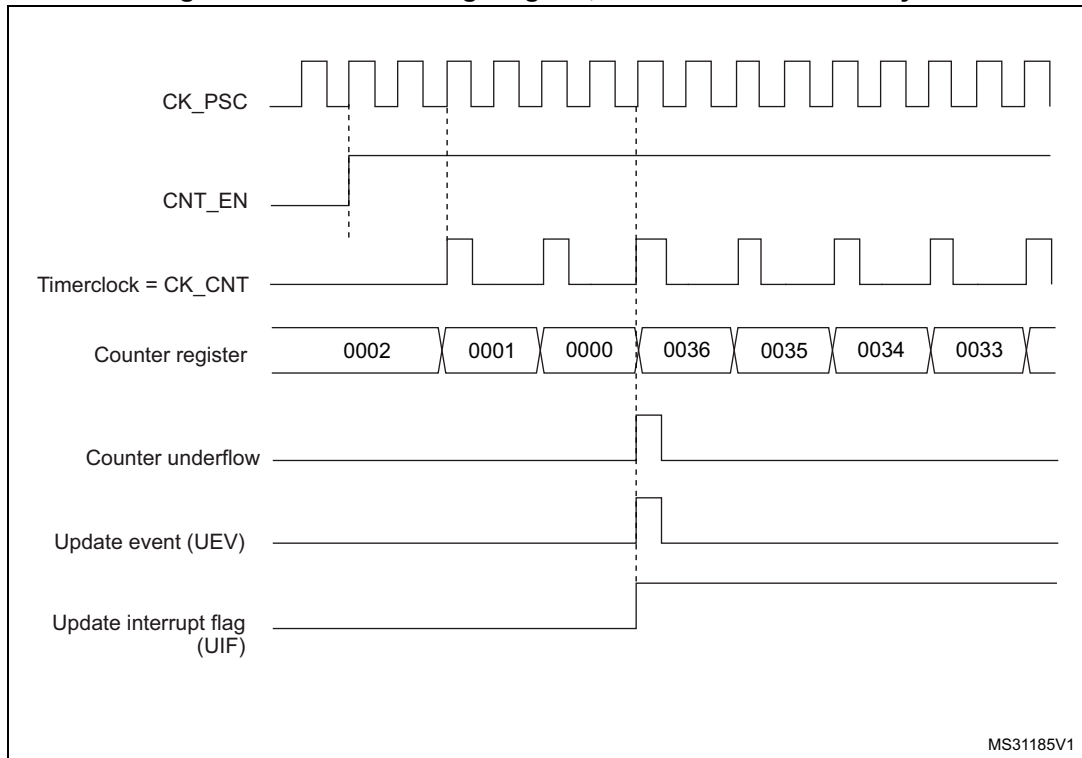 CK_PSC
CNT_EN
Timerclock = CK_CNT
Counter register
0002 0001 0000 0036 0035 0034 0033
Counter underflow
Update event (UEV)
Update interrupt flag
(UIF)
MS31185V1